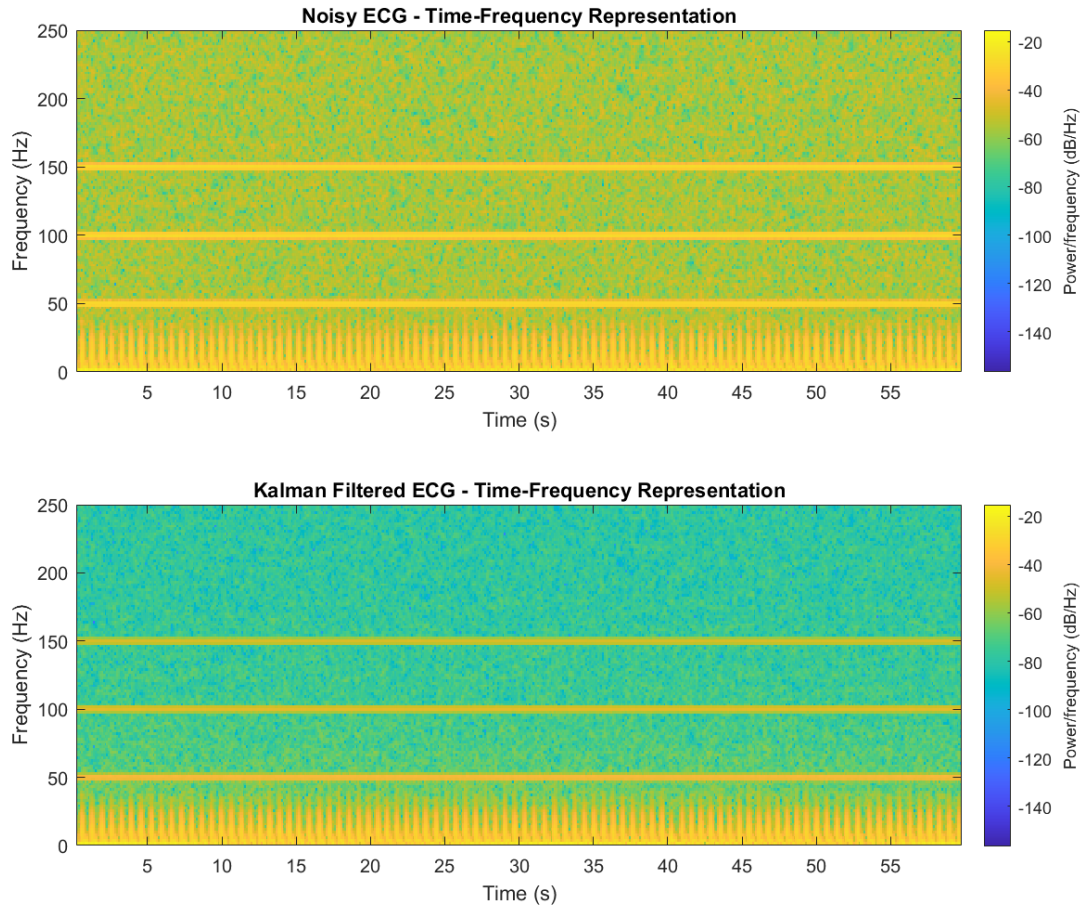 Noisy ECG - Time-Frequency Representation
250
200
150
100
50
0
Frequency (Hz)
5 10 15 20 25 30 35 40 45 50 55
Time (s)
-20
-40
-60
-80
-100
-120
-140
Power/frequency (dB/Hz)
Kalman Filtered ECG - Time-Frequency Representation
250
200
150
100
50
0
Frequency (Hz)
5 10 15 20 25 30 35 40 45 50 55
Time (s)
-20
-40
-60
-80
-100
-120
-140
Power/frequency (dB/Hz)